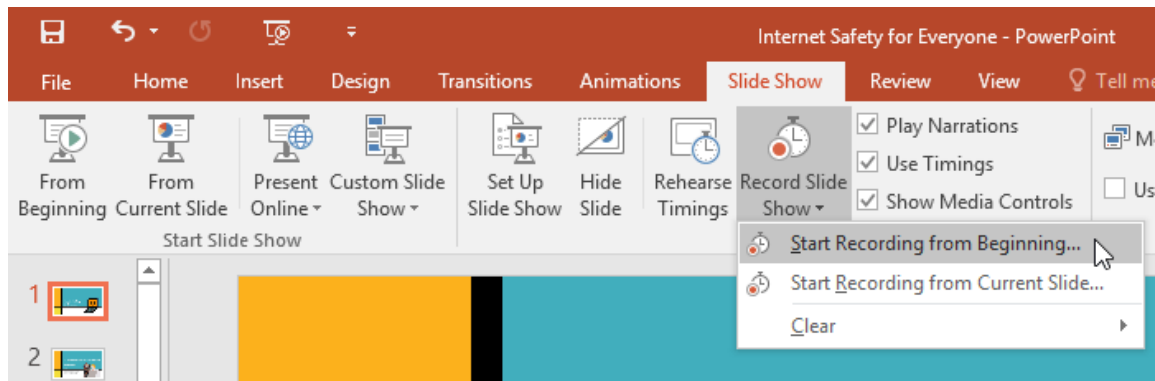 Internet Safety for Everyone - PowerPoint
File Home Insert Design Transitions Animations Slide Show Review View Tell me
From Beginning
From Current Slide
Present Online
Custom Slide Show
Set Up Slide Show
Hide Slide
Rehearse Timings
Record Slide Show
Play Narrations
Use Timings
Show Media Controls
Start Slide Show
Start Recording from Beginning...
Start Recording from Current Slide...
Clear
1
2